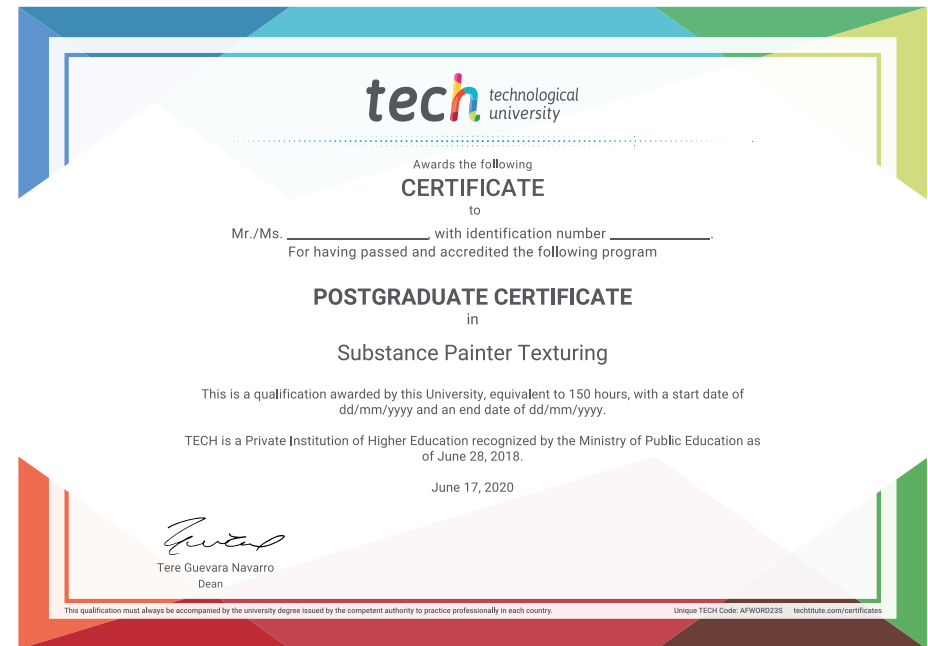 tech technological
university
Awards the following
CERTIFICATE
to
Mr./Ms. ____________________, with identification number ______________.
For having passed and accredited the following program
POSTGRADUATE CERTIFICATE
in
Substance Painter Texturing
This is a qualification awarded by this University, equivalent to 150 hours, with a start date of
dd/mm/yyyy and an end date of dd/mm/yyyy.
TECH is a Private Institution of Higher Education recognized by the Ministry of Public Education as
of June 28, 2018.
June 17, 2020
Tere Guevara Navarro
Dean
This qualification must always be accompanied by the university degree issued by the competent authority to practice professionally in each country.
Unique TECH Code: AFWORD23S techtitute.com/certificates